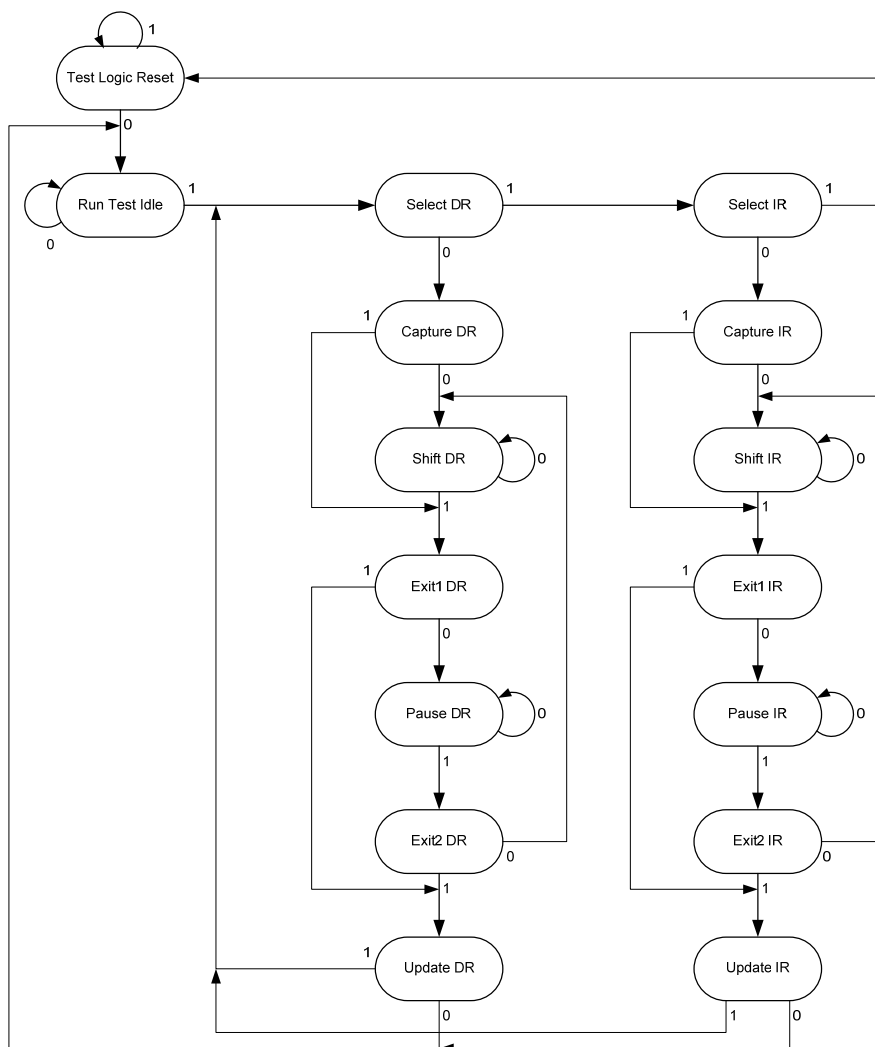 1
Test Logic Reset
0
Run Test Idle
1
0
Select DR
1
0
Select IR
1
0
1
Capture DR
0
1
Capture IR
0
Shift DR
0
1
Shift IR
0
1
1
Exit1 DR
0
1
Exit1 IR
0
Pause DR
0
1
Pause IR
0
1
Exit2 DR
0
1
Exit2 IR
0
1
1
Update DR
0
Update IR
1
0